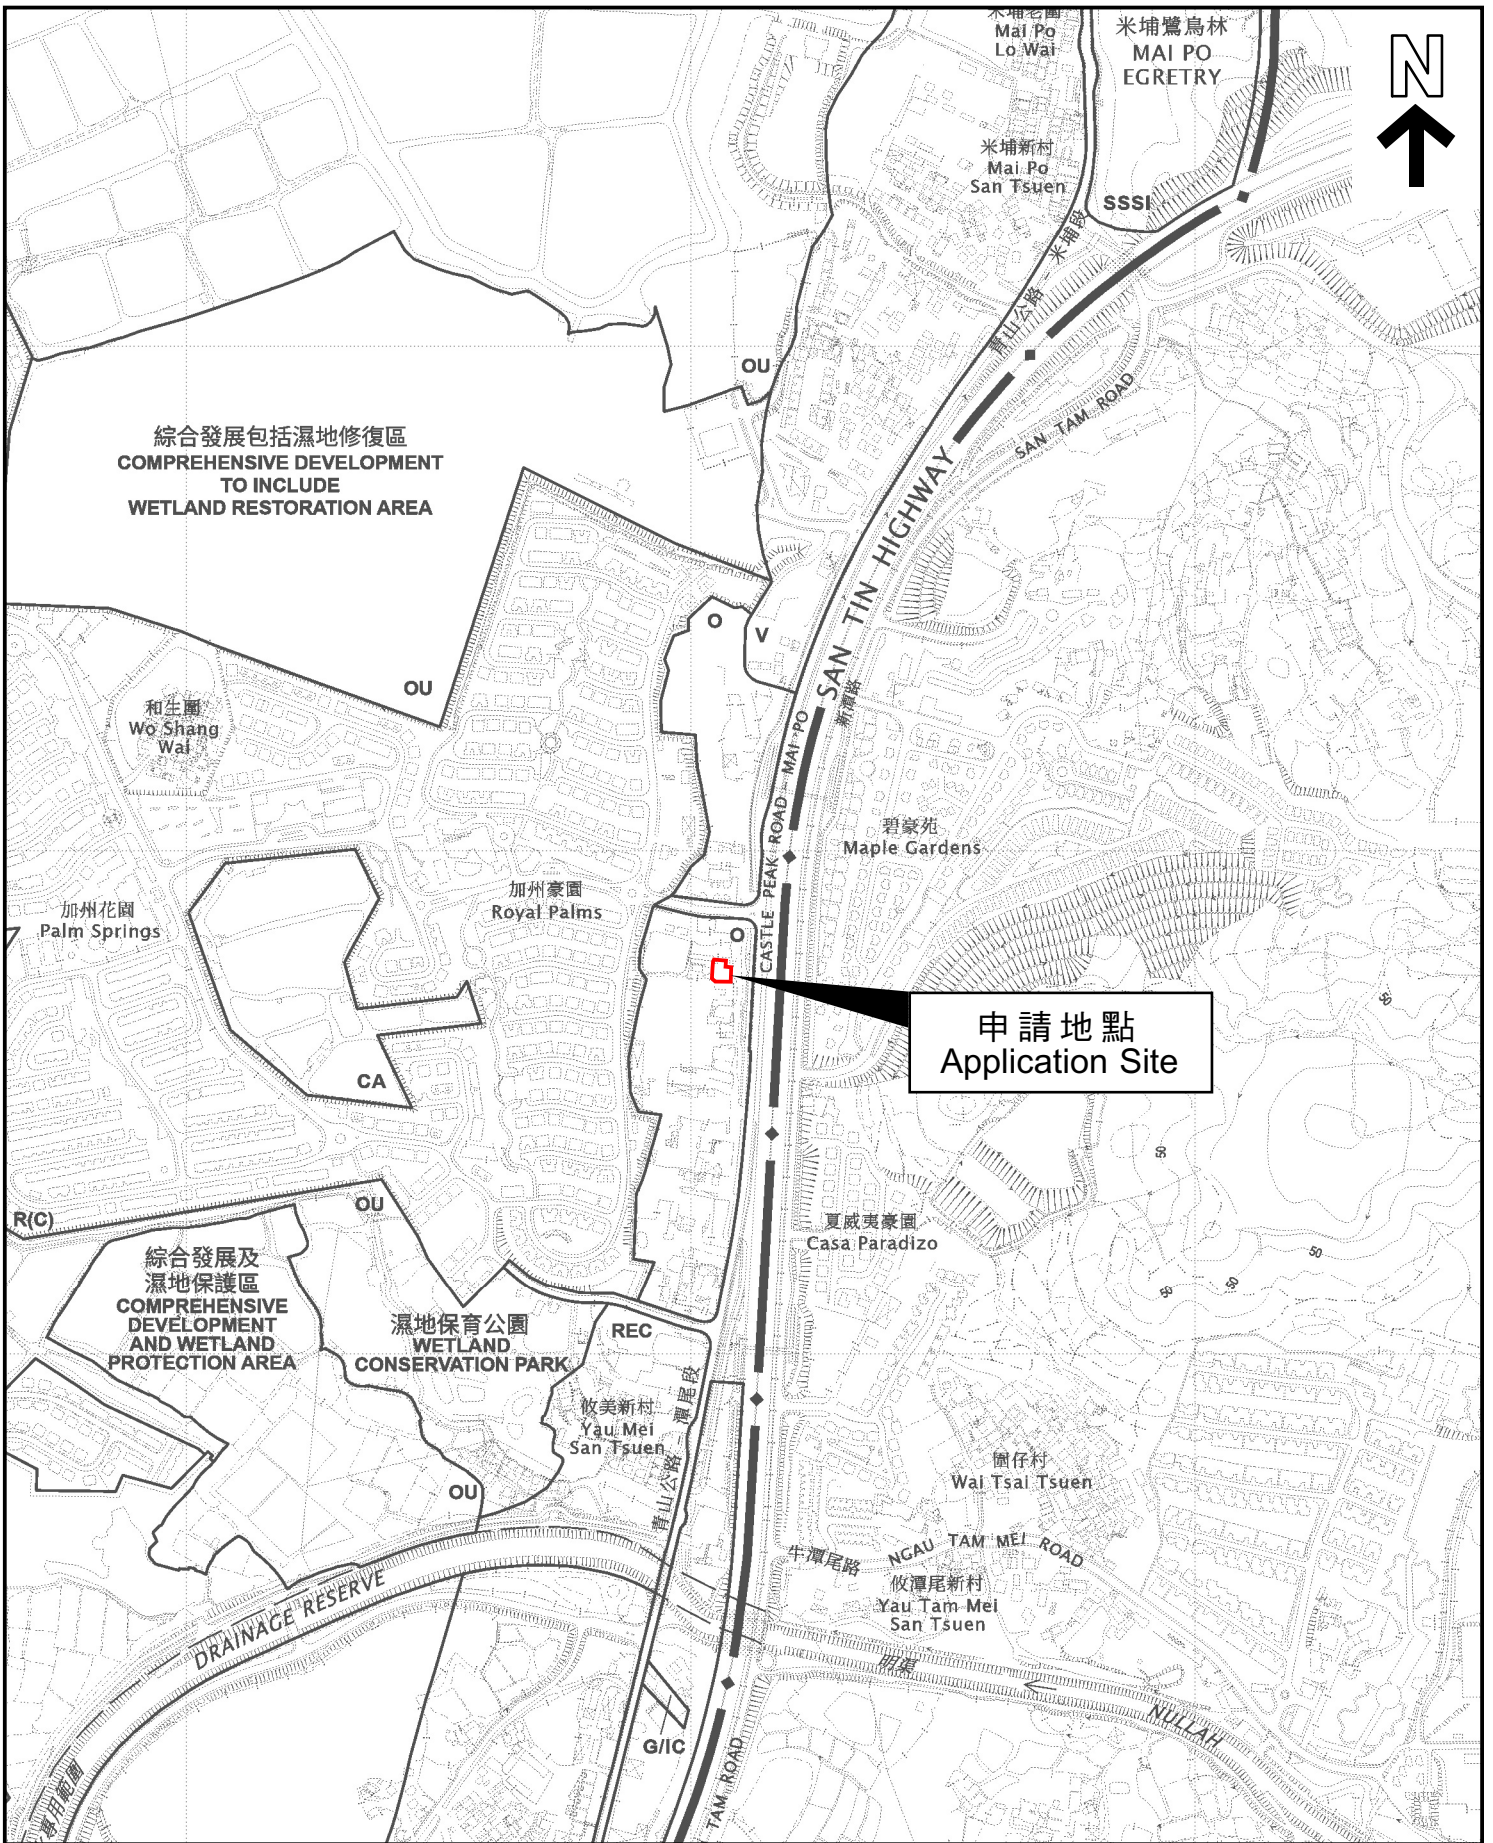 米埔老圍
Mai Po
Lo Wai
米埔鷺鳥林
MAI PO
EGRETRY
N
米埔新村
Mai Po
San Tsuen
SSSI
青山公路 - 米埔段
OU
SAN TAM ROAD
綜合發展包括濕地修復區
COMPREHENSIVE DEVELOPMENT
TO INCLUDE
WETLAND RESTORATION AREA
SAN TIN HIGHWAY
O
V
OU
新潭路
和生圍
Wo Shang
Wai
CASTLE PEAK ROAD - MAI PO
碧豪苑
Maple Gardens
加州豪園
Royal Palms
加州花園
Palm Springs
O
申請地點
Application Site
50
CA
50
OU
R(C)
夏威夷豪園
Casa Paradizo
50
50
50
綜合發展及
濕地保護區
COMPREHENSIVE
DEVELOPMENT
AND WETLAND
PROTECTION AREA
濕地保育公園
WETLAND
CONSERVATION PARK
REC
攸美新村
Yau Mei
San Tsuen
青山公路 - 潭尾段
圍仔村
Wai Tsai Tsuen
OU
牛潭尾路
NGAU TAM MEI ROAD
攸潭尾新村
Yau Tam Mei
San Tsuen
DRAINAGE RESERVE
明渠
NULLAH
G/IC
TAM ROAD
專用範圍